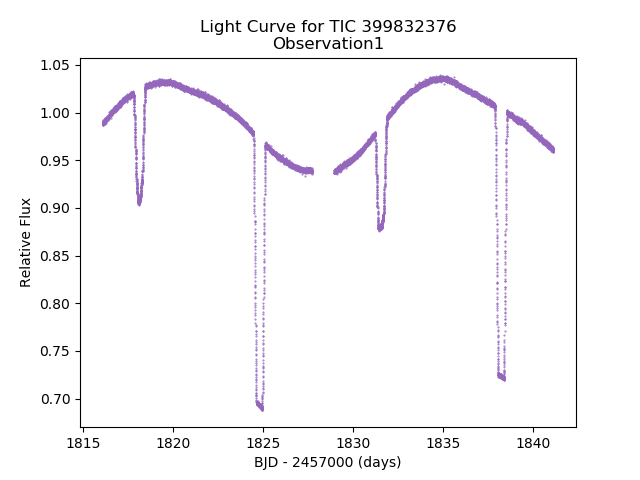 Light Curve for TIC 399832376
Observation1
1.05
1.00
0.95
0.90
0.85
0.80
0.75
0.70
Relative Flux
1815 1820 1825 1830 1835 1840
BJD - 2457000 (days)